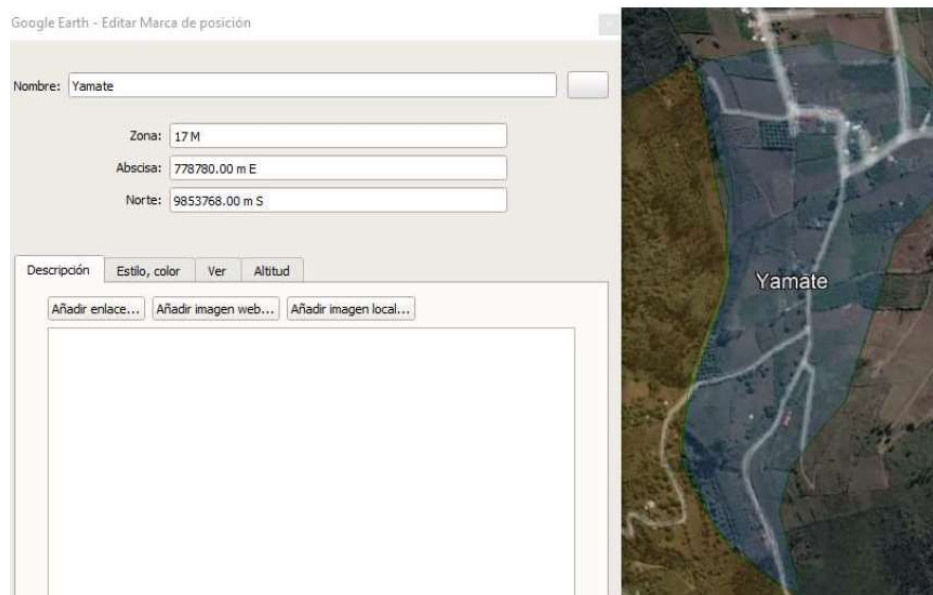 Google Earth - Editar Marca de posición
Nombre: Yamate
Zona: 17 M
Abscisa: 778780.00 m E
Norte: 9853768.00 m S
Descripción Estilo, color Ver Altitud
Añadir enlace... Añadir imagen web... Añadir imagen local...
Yamate